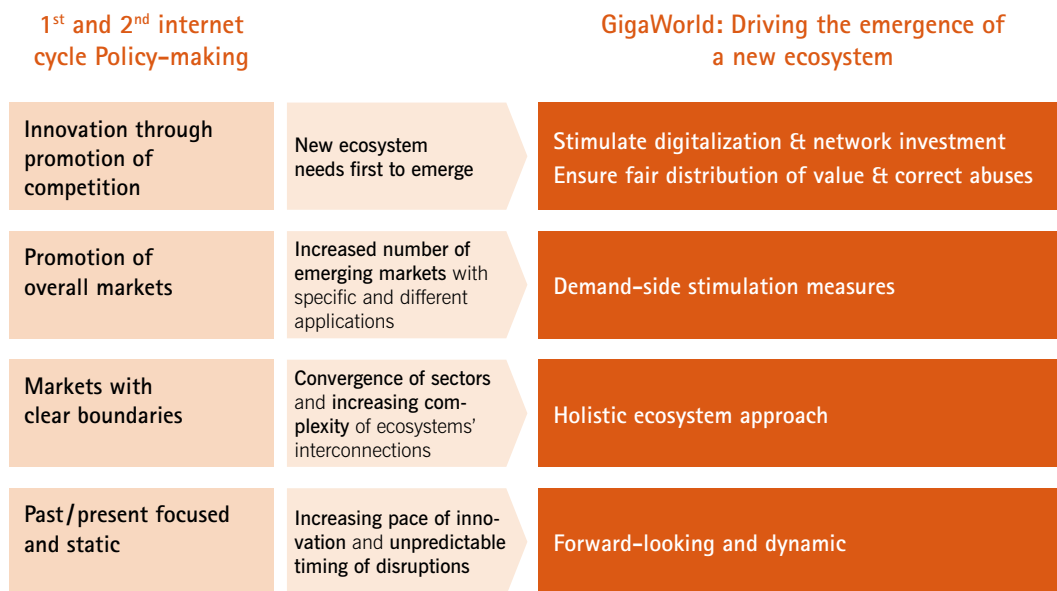 1st and 2nd internet
cycle Policy-making
GigaWorld: Driving the emergence of
a new ecosystem
Innovation through
promotion of
competition
New ecosystem
needs first to emerge
Stimulate digitalization & network investment
Ensure fair distribution of value & correct abuses
Promotion of
overall markets
Increased number of
emerging markets with
specific and different
applications
Demand-side stimulation measures
Markets with
clear boundaries
Convergence of sectors
and increasing com-
plexity of ecosystems’
interconnections
Holistic ecosystem approach
Past/present focused
and static
Increasing pace of inno-
vation and unpredictable
timing of disruptions
Forward-looking and dynamic